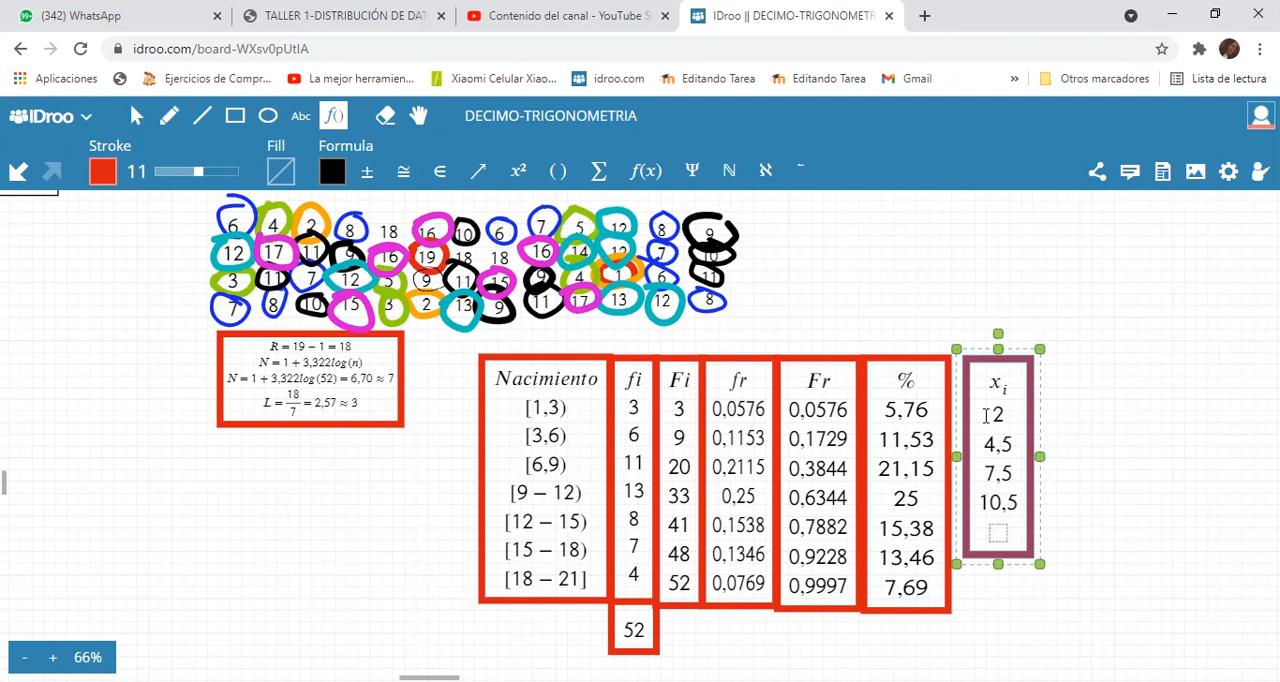 (342) WhatsApp
TALLER 1-DISTRIBUCIÓN DE DAT
Contenido del canal - YouTube S
IDroo || DECIMO-TRIGONOMETR
idroo.com/board-WXsv0pUtIA
Aplicaciones
Ejercicios de Compr...
La mejor herramien...
Xiaomi Celular Xiao...
idroo.com
Editando Tarea
Editando Tarea
Gmail
»
Otros marcadores
Lista de lectura
IDroo
Abc
f()
DECIMO-TRIGONOMETRIA
Stroke
11
Fill
Formula
± ≅ ∈ x² ( ) ∑ f(x) Ψ ℕ ℵ ~
6 4 2 8 18 16 10 6 7 5 12 8 9
12 17 11 9 16 19 18 18 16 14 12 7 10
3 11 7 12 5 9 11 15 9 4 1 6 11
7 8 10 15 3 2 13 9 11 17 13 12 8
R = 19 − 1 = 18
N = 1 + 3,322log(n)
N = 1 + 3,322log(52) = 6,70 ≈ 7
L = 18/7 = 2,57 ≈ 3
Nacimiento fi Fi fr Fr % xi
[1,3) 3 3 0,0576 0,0576 5,76 2
[3,6) 6 9 0,1153 0,1729 11,53 4,5
[6,9) 11 20 0,2115 0,3844 21,15 7,5
[9 − 12) 13 33 0,25 0,6344 25 10,5
[12 − 15) 8 41 0,1538 0,7882 15,38
[15 − 18) 7 48 0,1346 0,9228 13,46
[18 − 21] 4 52 0,0769 0,9997 7,69
52
- + 66%